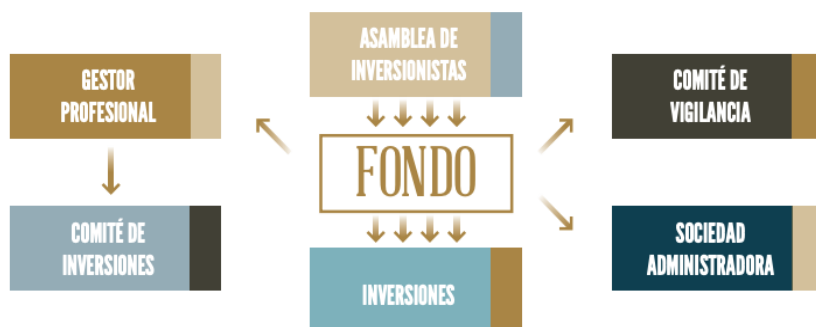 ASAMBLEA DE
INVERSIONISTAS
GESTOR
PROFESIONAL
COMITÉ DE
VIGILANCIA
FONDO
COMITÉ DE
INVERSIONES
INVERSIONES
SOCIEDAD
ADMINISTRADORA